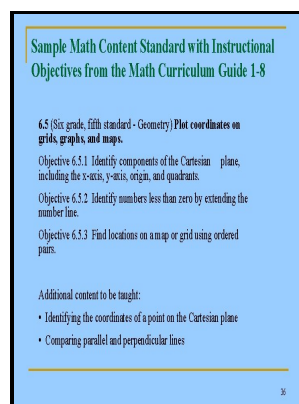 Sample Math Content Standard with Instructional
Objectives from the Math Curriculum Guide 1-8
6.5 (Six grade, fifth standard - Geometry) Plot coordinates on
grids, graphs, and maps.
Objective 6.5.1 Identify components of the Cartesian plane,
including the x-axis, y-axis, origin, and quadrants.
Objective 6.5.2 Identify numbers less than zero by extending the
number line.
Objective 6.5.3 Find locations on a map or grid using ordered
pairs.
Additional content to be taught:
• Identifying the coordinates of a point on the Cartesian plane
• Comparing parallel and perpendicular lines
36